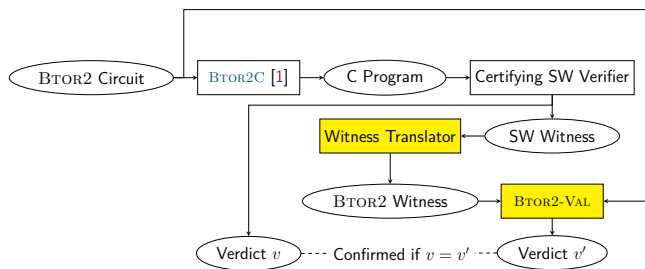 BTOR2 Circuit
BTOR2C [1]
C Program
Certifying SW Verifier
Witness Translator
SW Witness
BTOR2 Witness
BTOR2-VAL
Verdict v
Confirmed if v = v′
Verdict v′